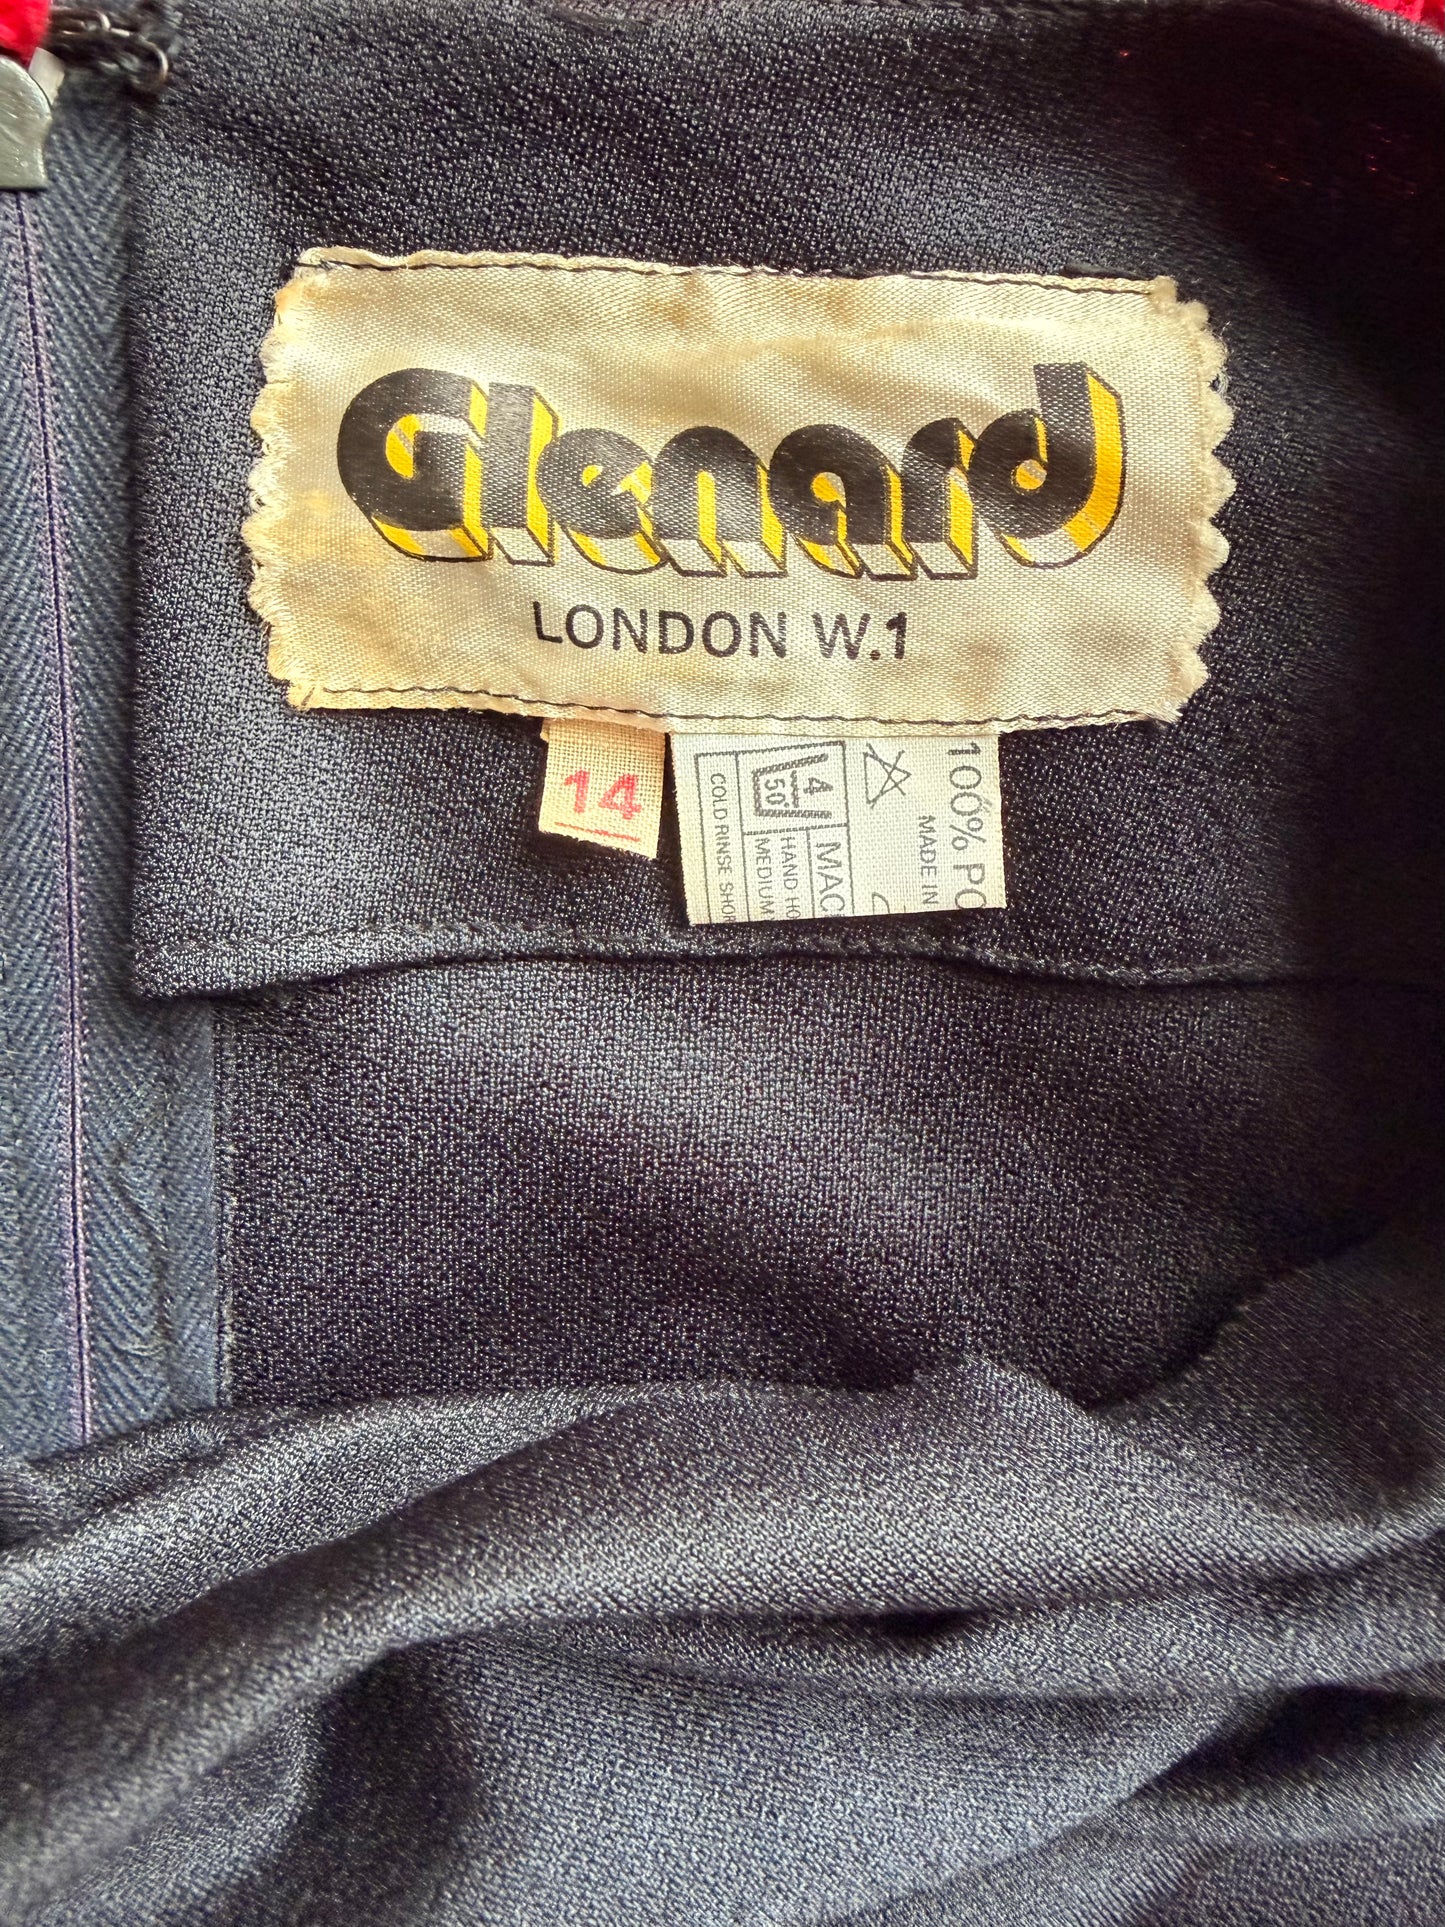 Glenard
LONDON W.1
14
100% PO
MADE IN
4
50°
MAC
HAND HO
MEDIUM
COLD RINSE SHOR